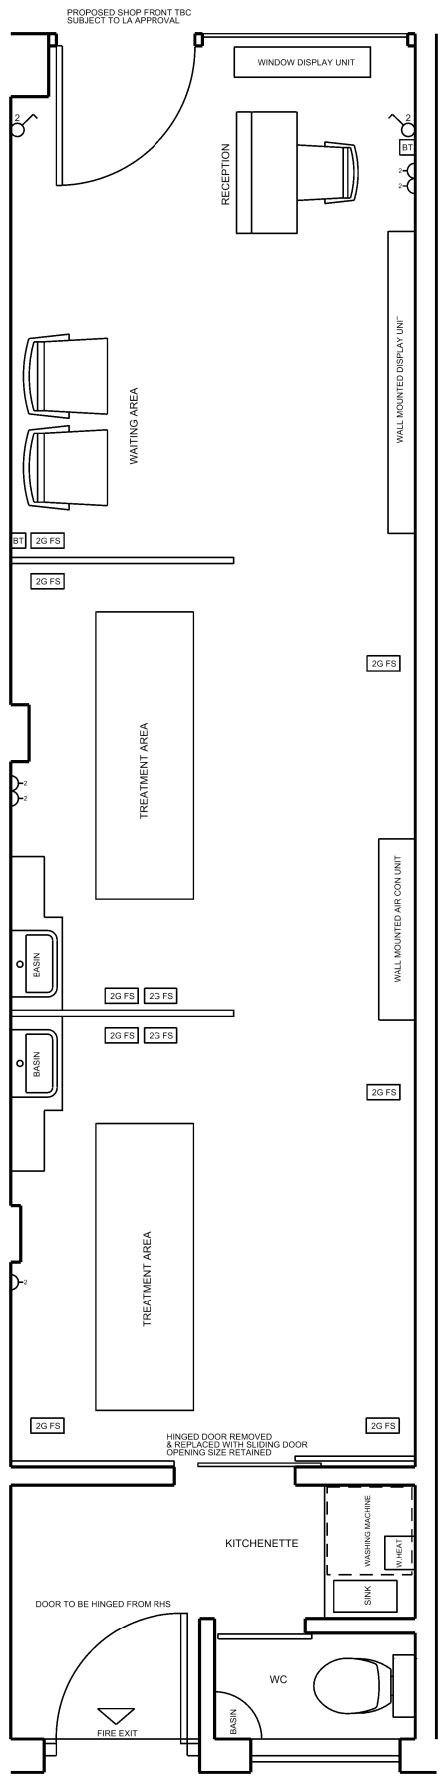 PROPOSED SHOP FRONT TBC
SUBJECT TO LA APPROVAL
WINDOW DISPLAY UNIT
2
2
BT
2
2
RECEPTION
WALL MOUNTED DISPLAY UNIT
WAITING AREA
BT
2G FS
2G FS
2G FS
TREATMENT AREA
2
2
WALL MOUNTED AIR CON UNIT
BASIN
2G FS
2G FS
2G FS
2G FS
BASIN
2G FS
TREATMENT AREA
2
2G FS
2G FS
HINGED DOOR REMOVED
& REPLACED WITH SLIDING DOOR
OPENING SIZE RETAINED
KITCHENETTE
WASHING MACHINE
W.HEAT
SINK
DOOR TO BE HINGED FROM RHS
WC
BASIN
FIRE EXIT